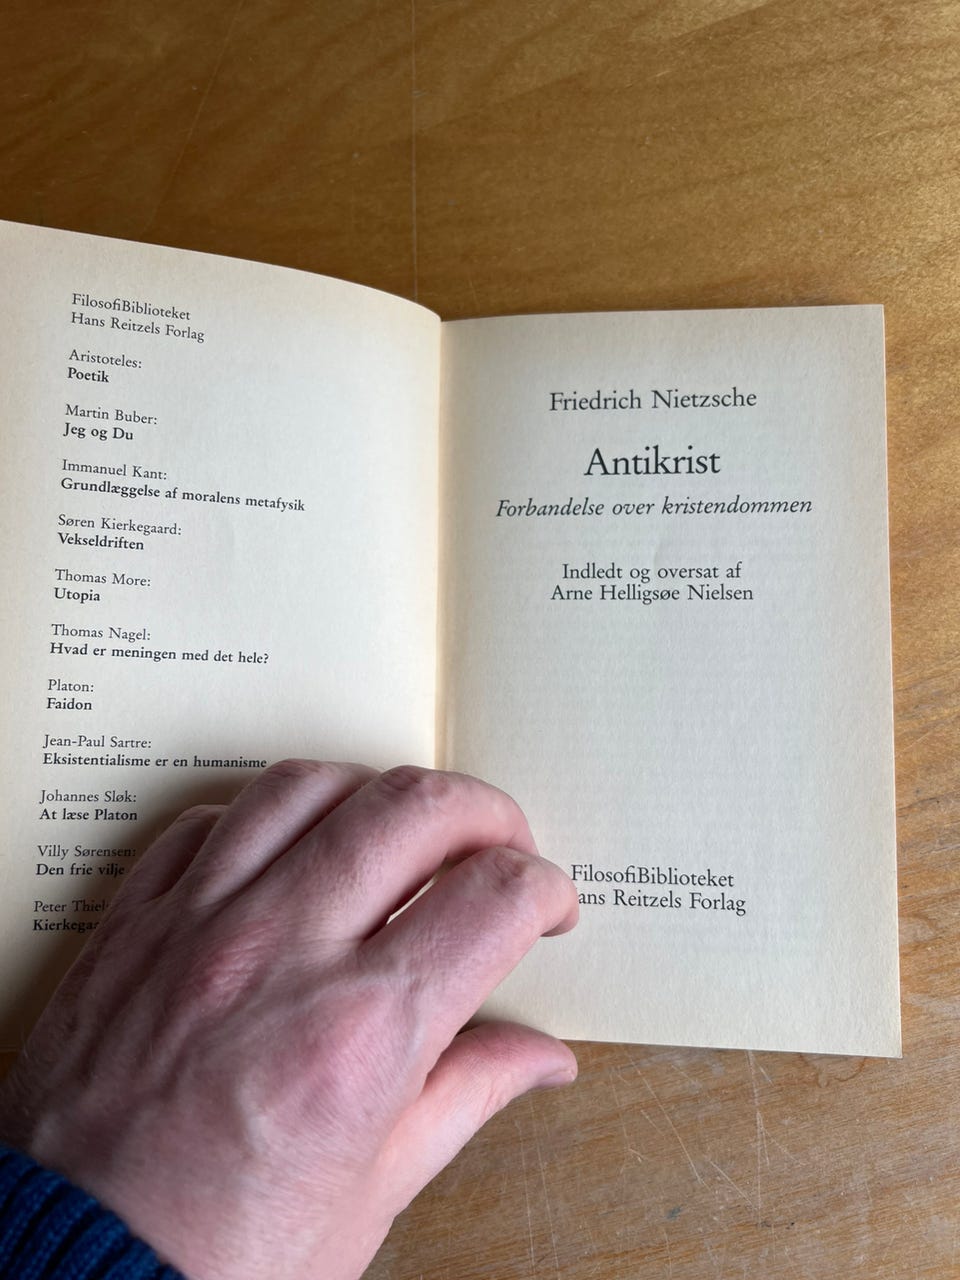 FilosofiBiblioteket
Hans Reitzels Forlag
Aristoteles:
Poetik
Martin Buber:
Jeg og Du
Immanuel Kant:
Grundlæggelse af moralens metafysik
Søren Kierkegaard:
Vekseldriften
Thomas More:
Utopia
Thomas Nagel:
Hvad er meningen med det hele?
Platon:
Faidon
Jean-Paul Sartre:
Eksistentialisme er en humanisme
Johannes Sløk:
At læse Platon
Villy Sørensen:
Den frie vilje
Peter
Friedrich Nietzsche
Antikrist
Forbandelse over kristendommen
Indledt og oversat af
Arne Helligsøe Nielsen
FilosofiBiblioteket
Reitzels Forlag